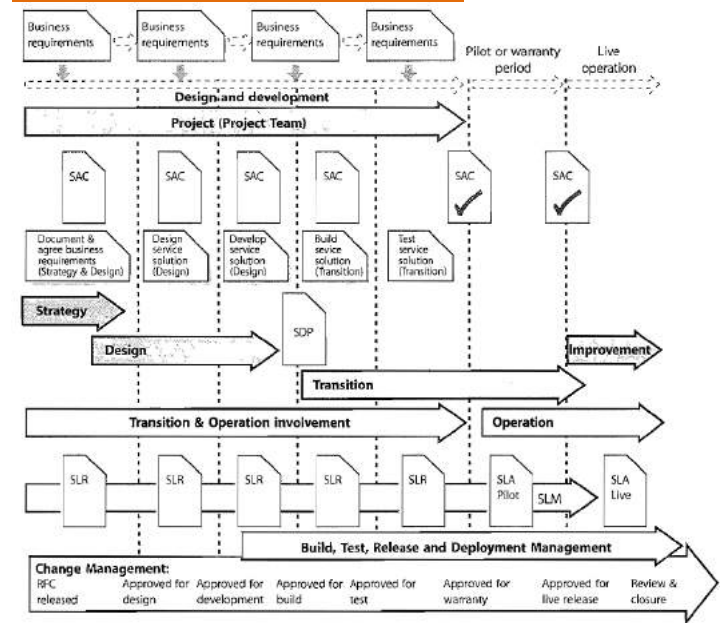 Business
requirements
Business
requirements
Business
requirements
Business
requirements
Pilot or warranty
period
Live
operation
Design and development
Project (Project Team)
SAC
SAC
SAC
SAC
SAC
SAC
Document &
agree business
requirements
(Strategy & Design)
Design
service
solution
(Design)
Develop
service
solution
(Design)
Build
sevice
solution
(Transition)
Test
service
solution
(Transition)
Strategy
Design
SDP
Improvement
Transition
Transition & Operation involvement
Operation
SLR
SLR
SLR
SLR
SLR
SLA
Pilot
SLM
SLA
Live
Build, Test, Release and Deployment Management
Change Management:
RFC
released
Approved for
design
Approved for
development
Approved for
build
Approved for
test
Approved for
warranty
Approved for
live release
Review &
closure